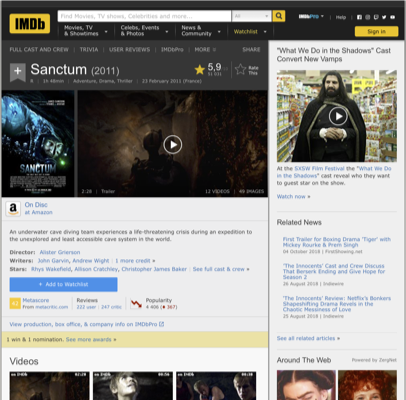 IMDb
Find Movies, TV shows, Celebrities and more...
All
IMDbPro
Help
Movies, TV & Showtimes
Celebs, Events & Photos
News & Community
Watchlist
Sign in
FULL CAST AND CREW | TRIVIA | USER REVIEWS | IMDbPro | MORE
SHARE
Sanctum (2011)
5,9
Rate This
1h 48min | Adventure, Drama, Thriller | 23 February 2011 (France)
SANCTUM
2:28 | Trailer
12 VIDEOS | 49 IMAGES
On Disc
at Amazon
An underwater cave diving team experiences a life-threatening crisis during an expedition to
the unexplored and least accessible cave system in the world.
Director: Alister Grierson
Writers: John Garvin, Andrew Wight | 1 more credit »
Stars: Rhys Wakefield, Allison Cratchley, Christopher James Baker | See full cast & crew »
+ Add to Watchlist
Metascore
From metacritic.com
Reviews
222 user | 247 critic
Popularity
View production, box office, & company info on IMDbPro
1 win & 1 nomination. See more awards »
Videos
"What We Do in the Shadows" Cast
Convert New Vamps
At the SXSW Film Festival the "What We Do
in the Shadows" cast reveal who they want
to guest star on the show.
Watch now »
Related News
First Trailer for Boxing Drama 'Tiger' with
Mickey Rourke & Prem Singh
04 October 2018 | FirstShowing.net
'The Innocents' Cast and Crew Discuss
That Berserk Ending and Give Hope for
Season 2
26 August 2018 | Indiewire
'The Innocents' Review: Netflix's Bonkers
Shapeshifting Drama Revels in the
Chaotic Messiness of Love
25 August 2018 | Indiewire
See all related articles »
Around The Web
Powered by ZergNet